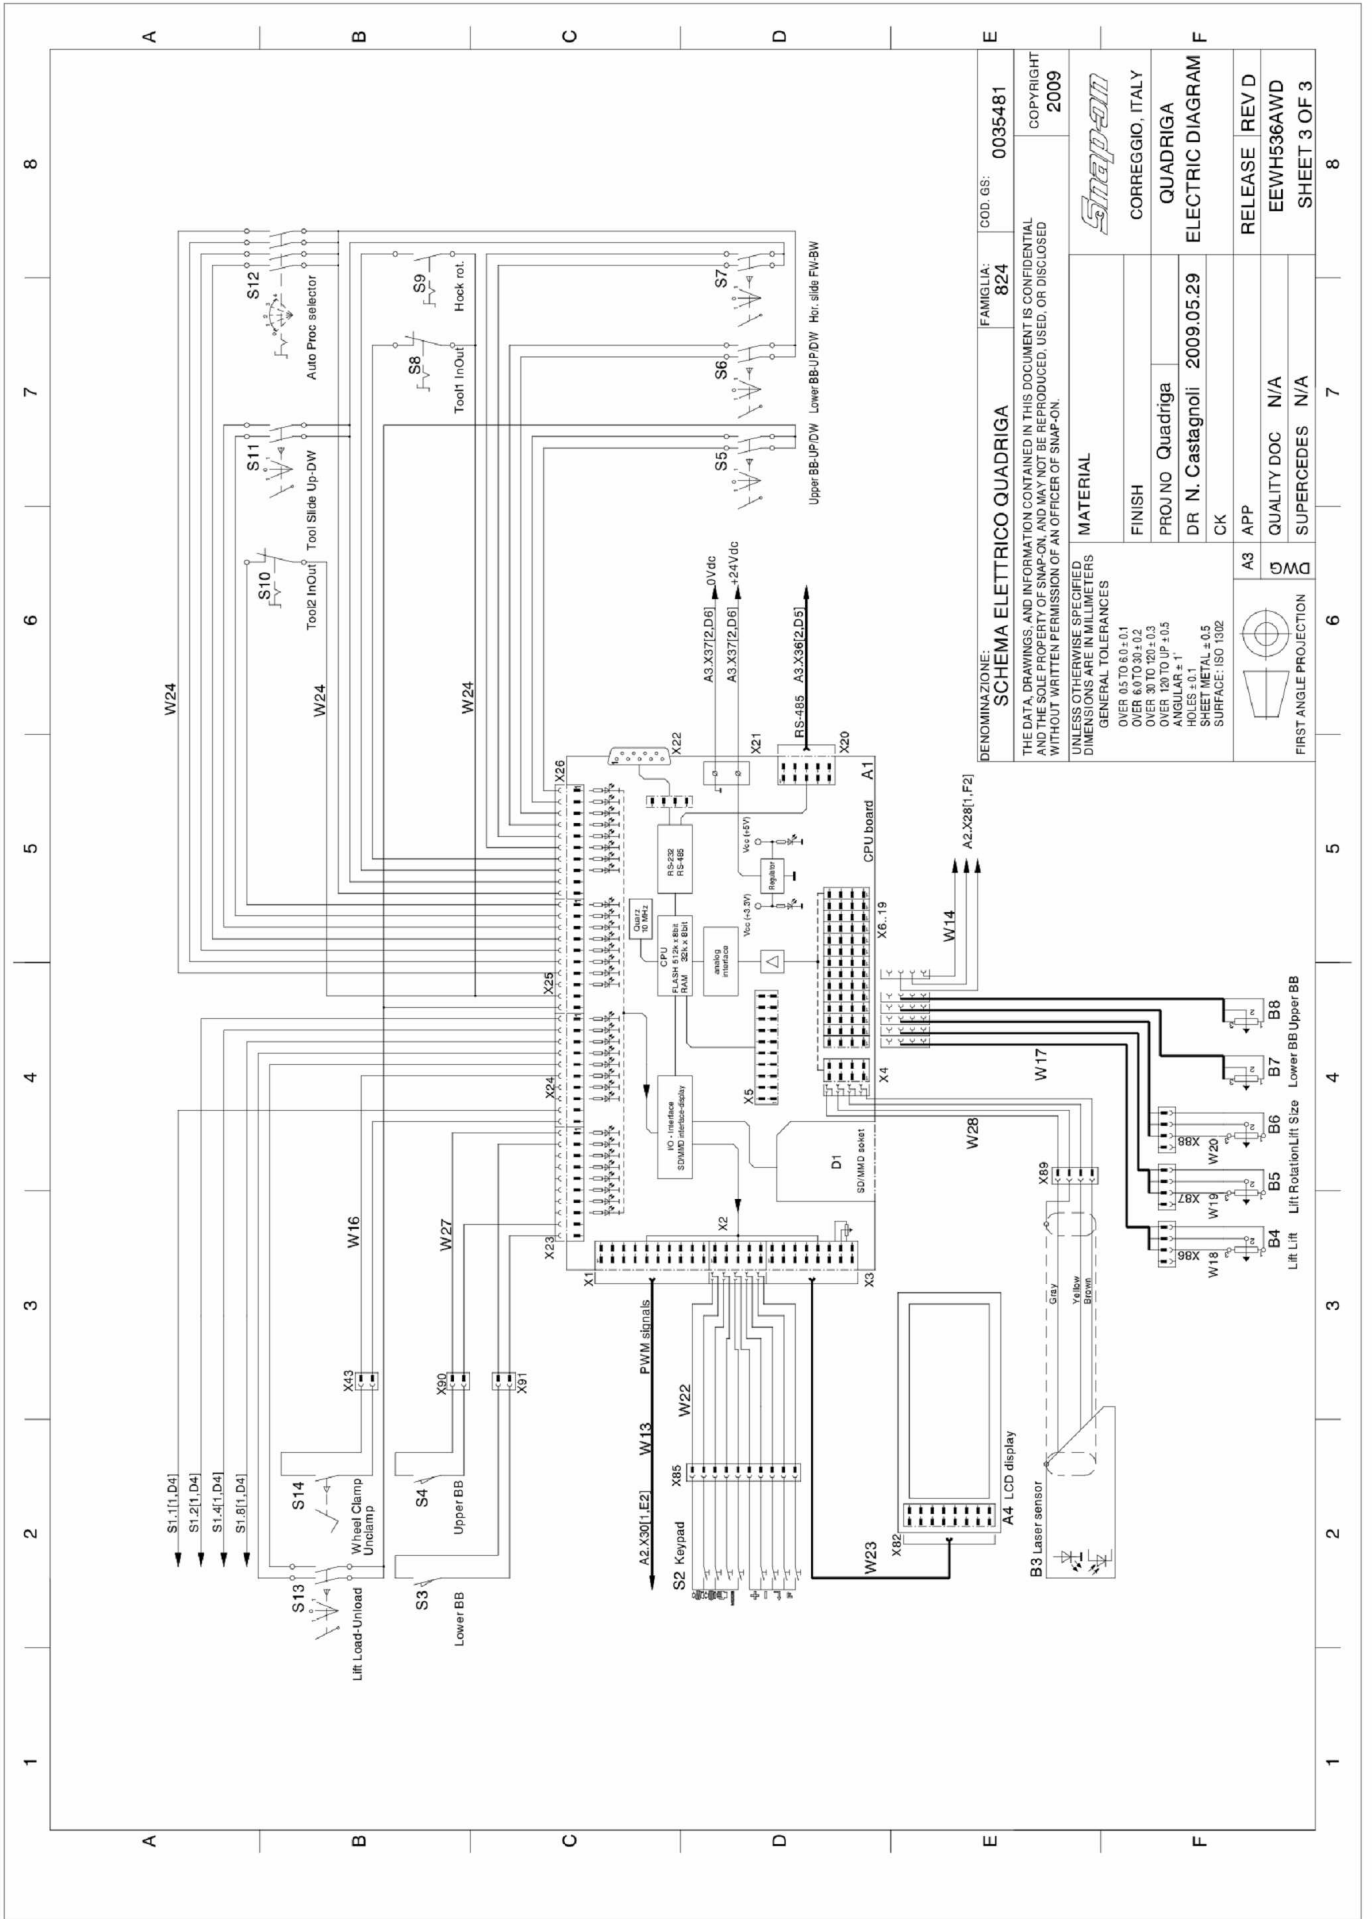 1
2
3
4
5
6
7
8
A
B
C
D
E
F
S1.1[1,D4]
S1.2[1,D4]
S1.4[1,D4]
S1.8[1,D4]
W24
S14
Wheel Clamp
Unclamp
S13
Lift Load-Unload
X43
W16
W24
S10
Tool2 InOut
S11
Tool Slide Up-DW
S12
Auto Proc selector
S4
Upper BB
S3
Lower BB
X90
W27
X91
W24
S8
Tool1 InOut
S9
Hock rot.
X23
X24
X25
X26
A2.X30[1,E2]
W13
PWM signals
X1
X2
X3
I/O - Interface
SD/MMD interface-display
CPU
FLASH 512k x 8bit
RAM 32k x 8bit
Quarz
10 MHz
RS-232
RS-485
X22
S2 Keypad
X85
W22
D1
SD/MMD soket
X5
analog
interface
Vcc (+3.3V)
Regulator
Vcc (+5V)
X21
A3.X37[2,D6]
0Vdc
A3.X37[2,D6]
+24Vdc
RS-485
A3.X36[2,D5]
X20
S5
Upper BB-UP/DW
S6
Lower BB-UP/DW
S7
Hor. slide FW-BW
W23
X82
A4 LCD display
X4
X6..19
CPU board
A1
W28
W17
W14
A2.X28[1,F2]
B3 Laser sensor
Gray
Yellow
Brown
X89
X86
W18
B4
Lift Lift
X87
W19
B5
Lift Rotation
X88
W20
B6
Lift Size
B7
Lower BB
B8
Upper BB
DENOMINAZIONE:
SCHEMA ELETTRICO QUADRIGA
FAMIGLIA:
824
COD. GS:
0035481
THE DATA, DRAWINGS, AND INFORMATION CONTAINED IN THIS DOCUMENT IS CONFIDENTIAL
AND THE SOLE PROPERTY OF SNAP-ON, AND MAY NOT BE REPRODUCED, USED, OR DISCLOSED
WITHOUT WRITTEN PERMISSION OF AN OFFICER OF SNAP-ON.
COPYRIGHT
2009
UNLESS OTHERWISE SPECIFIED
DIMENSIONS ARE IN MILLIMETERS
GENERAL TOLERANCES
OVER 0.5 TO 6.0 ± 0.1
OVER 6.0 TO 30 ± 0.2
OVER 30 TO 120 ± 0.3
OVER 120 TO UP ± 0.5
ANGULAR ± 1°
HOLES ± 0.1
SHEET METAL ± 0.5
SURFACE: ISO 1302
MATERIAL
FINISH
PROJ NO Quadriga
DR N. Castagnoli 2009.05.29
CK
Snap-on
CORREGGIO, ITALY
QUADRIGA
ELECTRIC DIAGRAM
FIRST ANGLE PROJECTION
A3
APP
RELEASE
REV D
DWG
QUALITY DOC N/A
EEWH536AWD
SUPERCEDES N/A
SHEET 3 OF 3
A
B
C
D
E
F
1
2
3
4
5
6
7
8